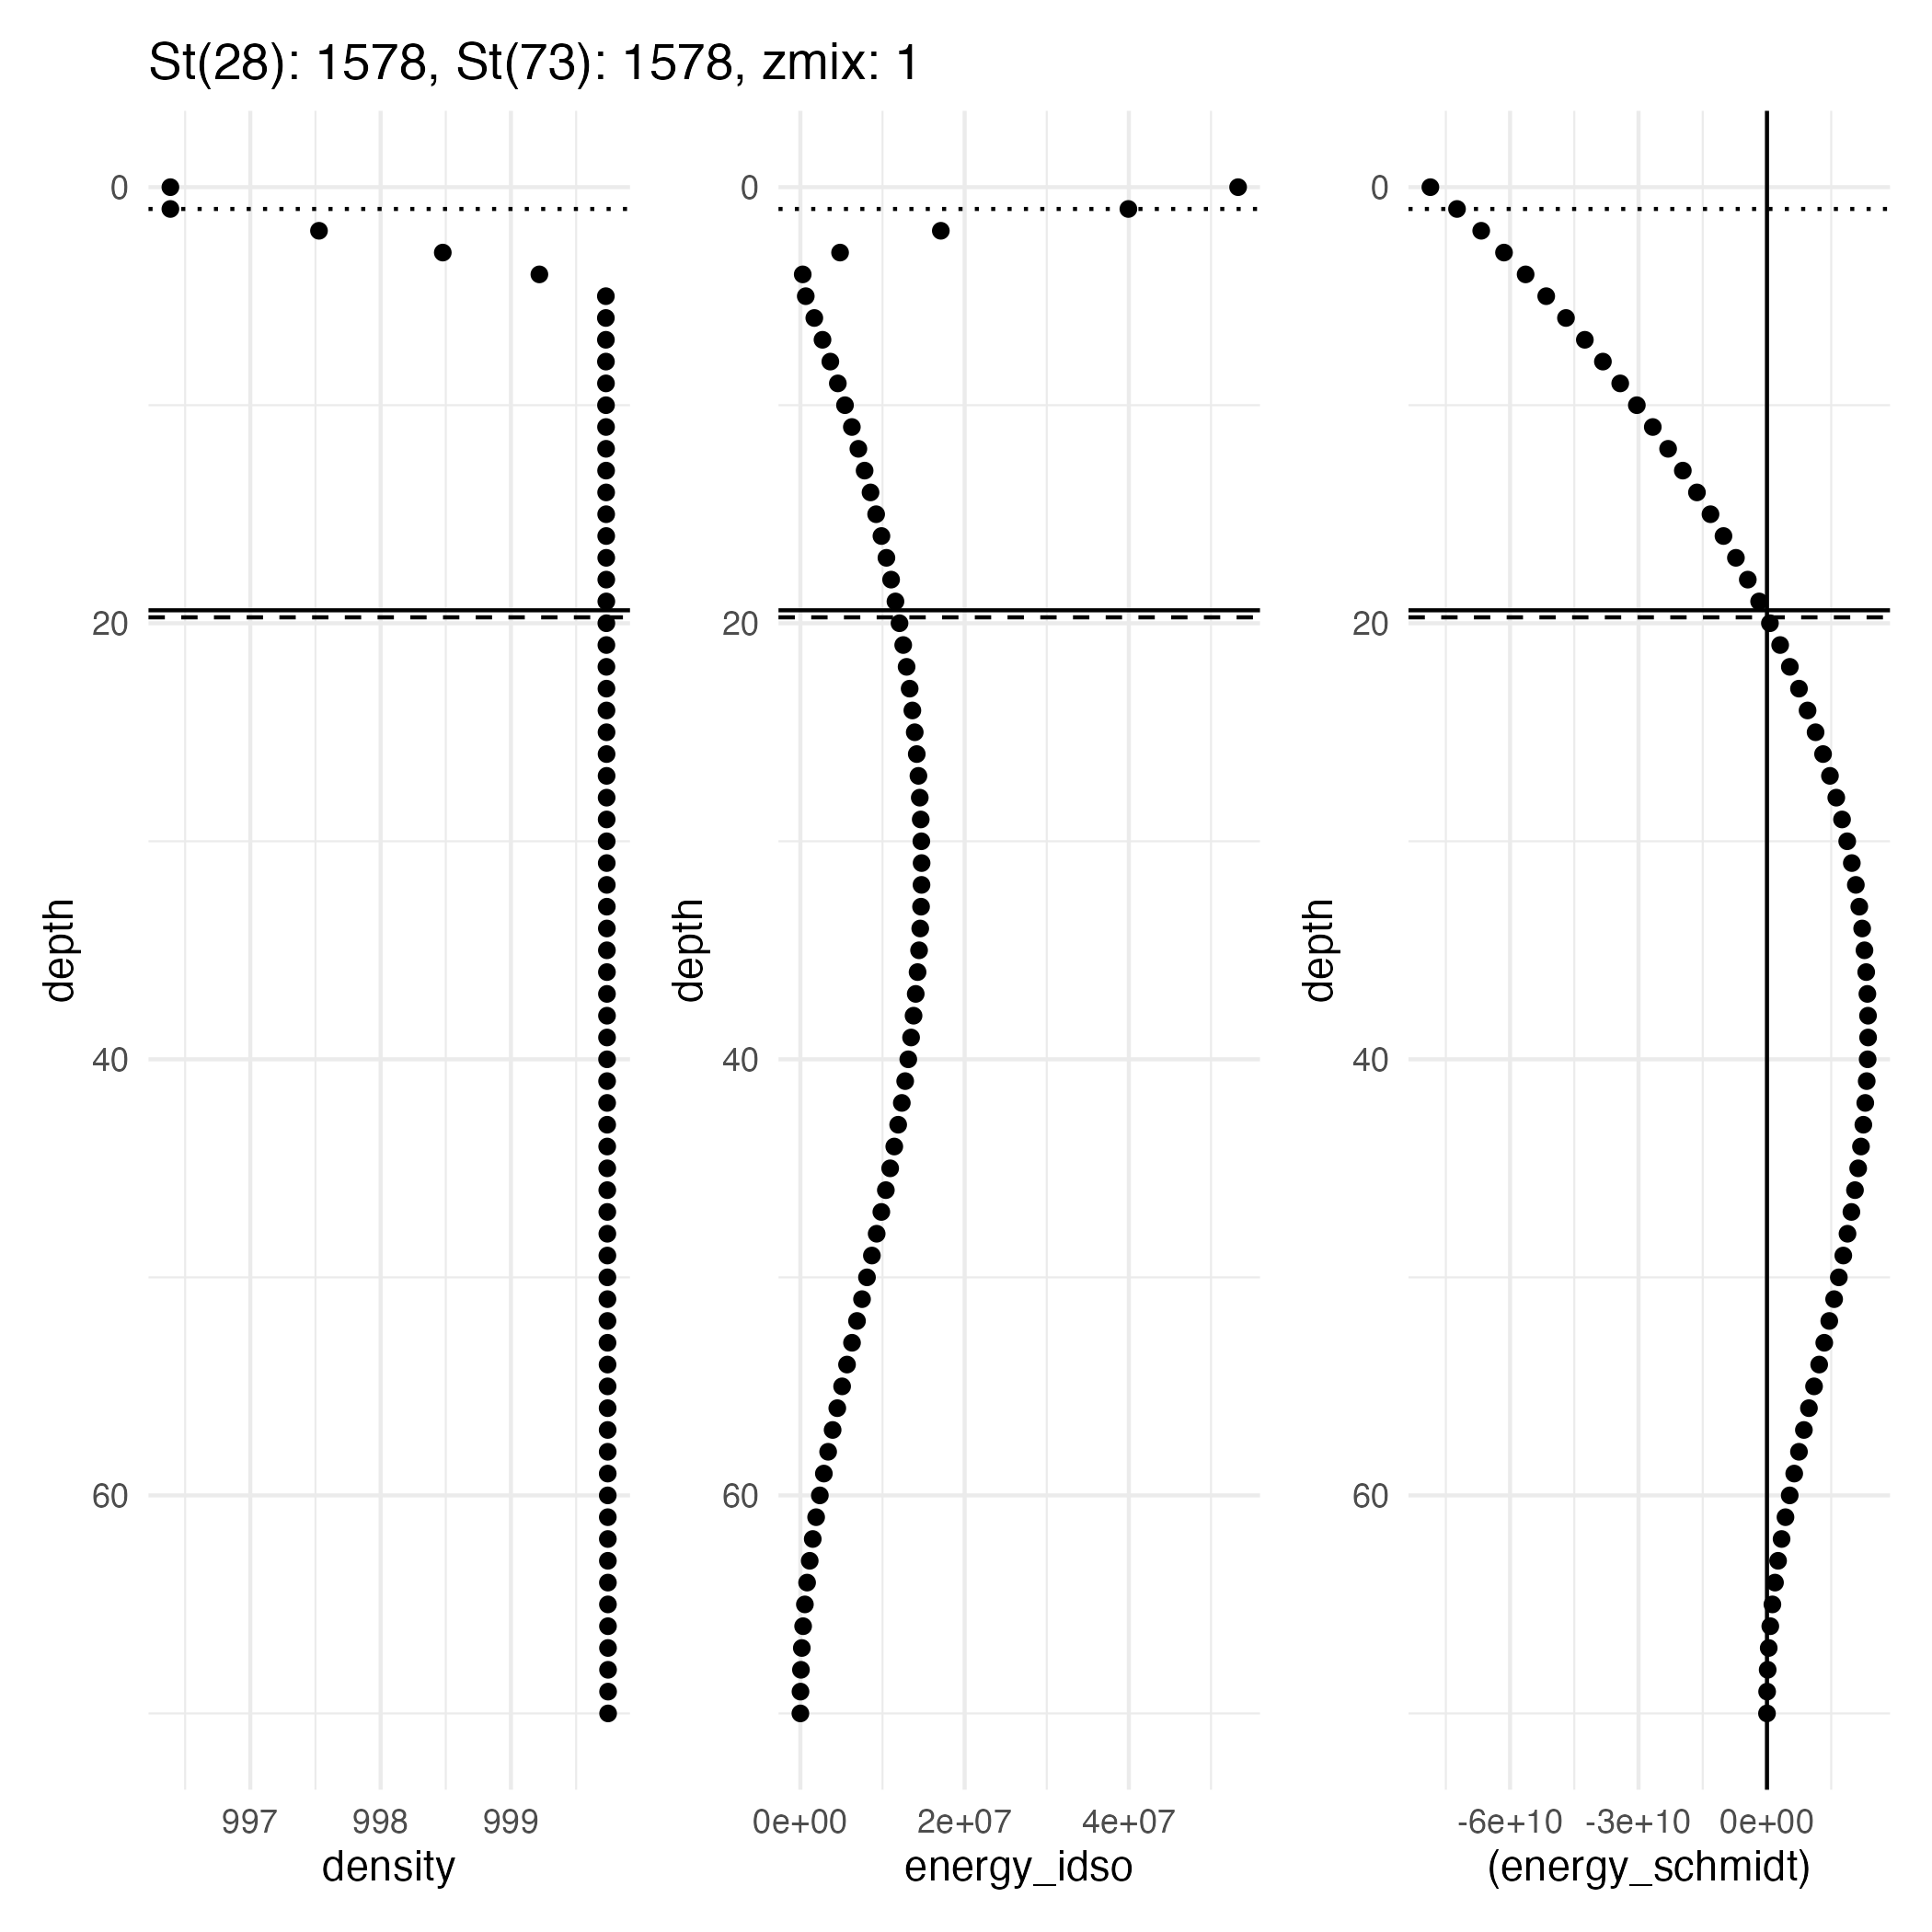 St(28): 1578, St(73): 1578, zmix: 1
depth
0
20
40
60
997 998 999
density
depth
0
20
40
60
0e+00 2e+07 4e+07
energy_idso
depth
0
20
40
60
-6e+10 -3e+10 0e+00
(energy_schmidt)